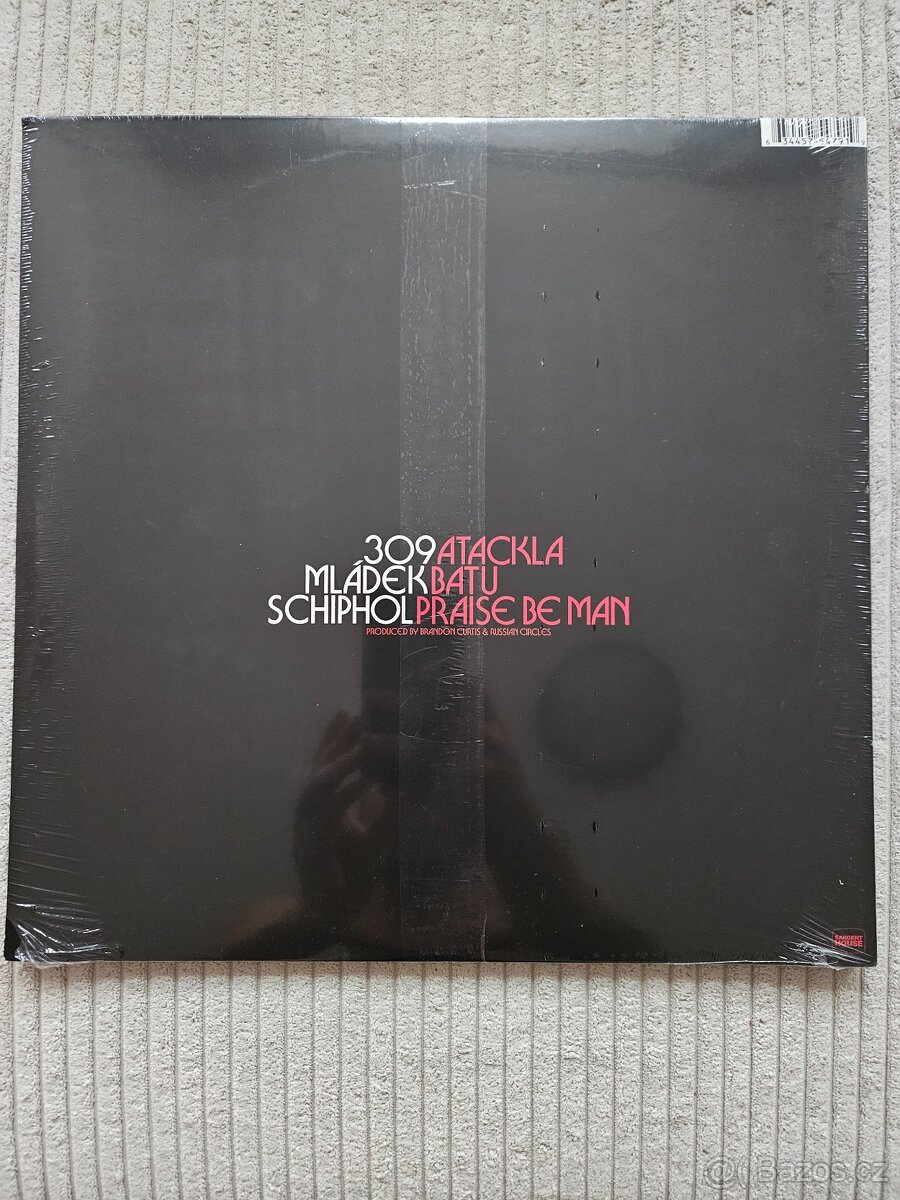 309 ATACKLA
MLÁDEK BATU
SCHIPHOL PRAISE BE MAN
PRODUCED BY BRANDON CURTIS & RUSSIAN CIRCLES
SARGENT
HOUSE
Bazos.cz